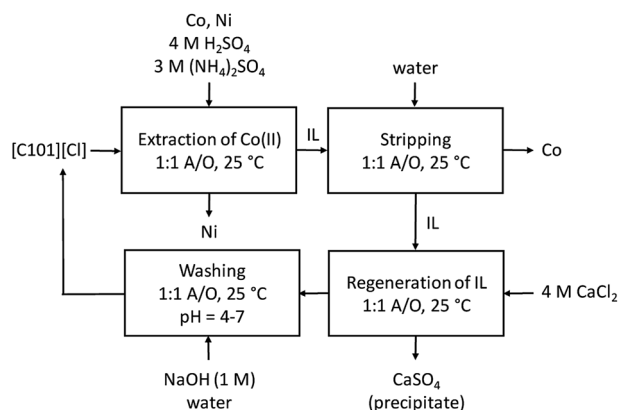 Co, Ni
4 M H₂SO₄
3 M (NH₄)₂SO₄
water
[C101][Cl]
Extraction of Co(II)
1:1 A/O, 25 °C
IL
Stripping
1:1 A/O, 25 °C
Co
Ni
IL
Washing
1:1 A/O, 25 °C
pH = 4-7
Regeneration of IL
1:1 A/O, 25 °C
4 M CaCl₂
NaOH (1 M)
water
CaSO₄
(precipitate)